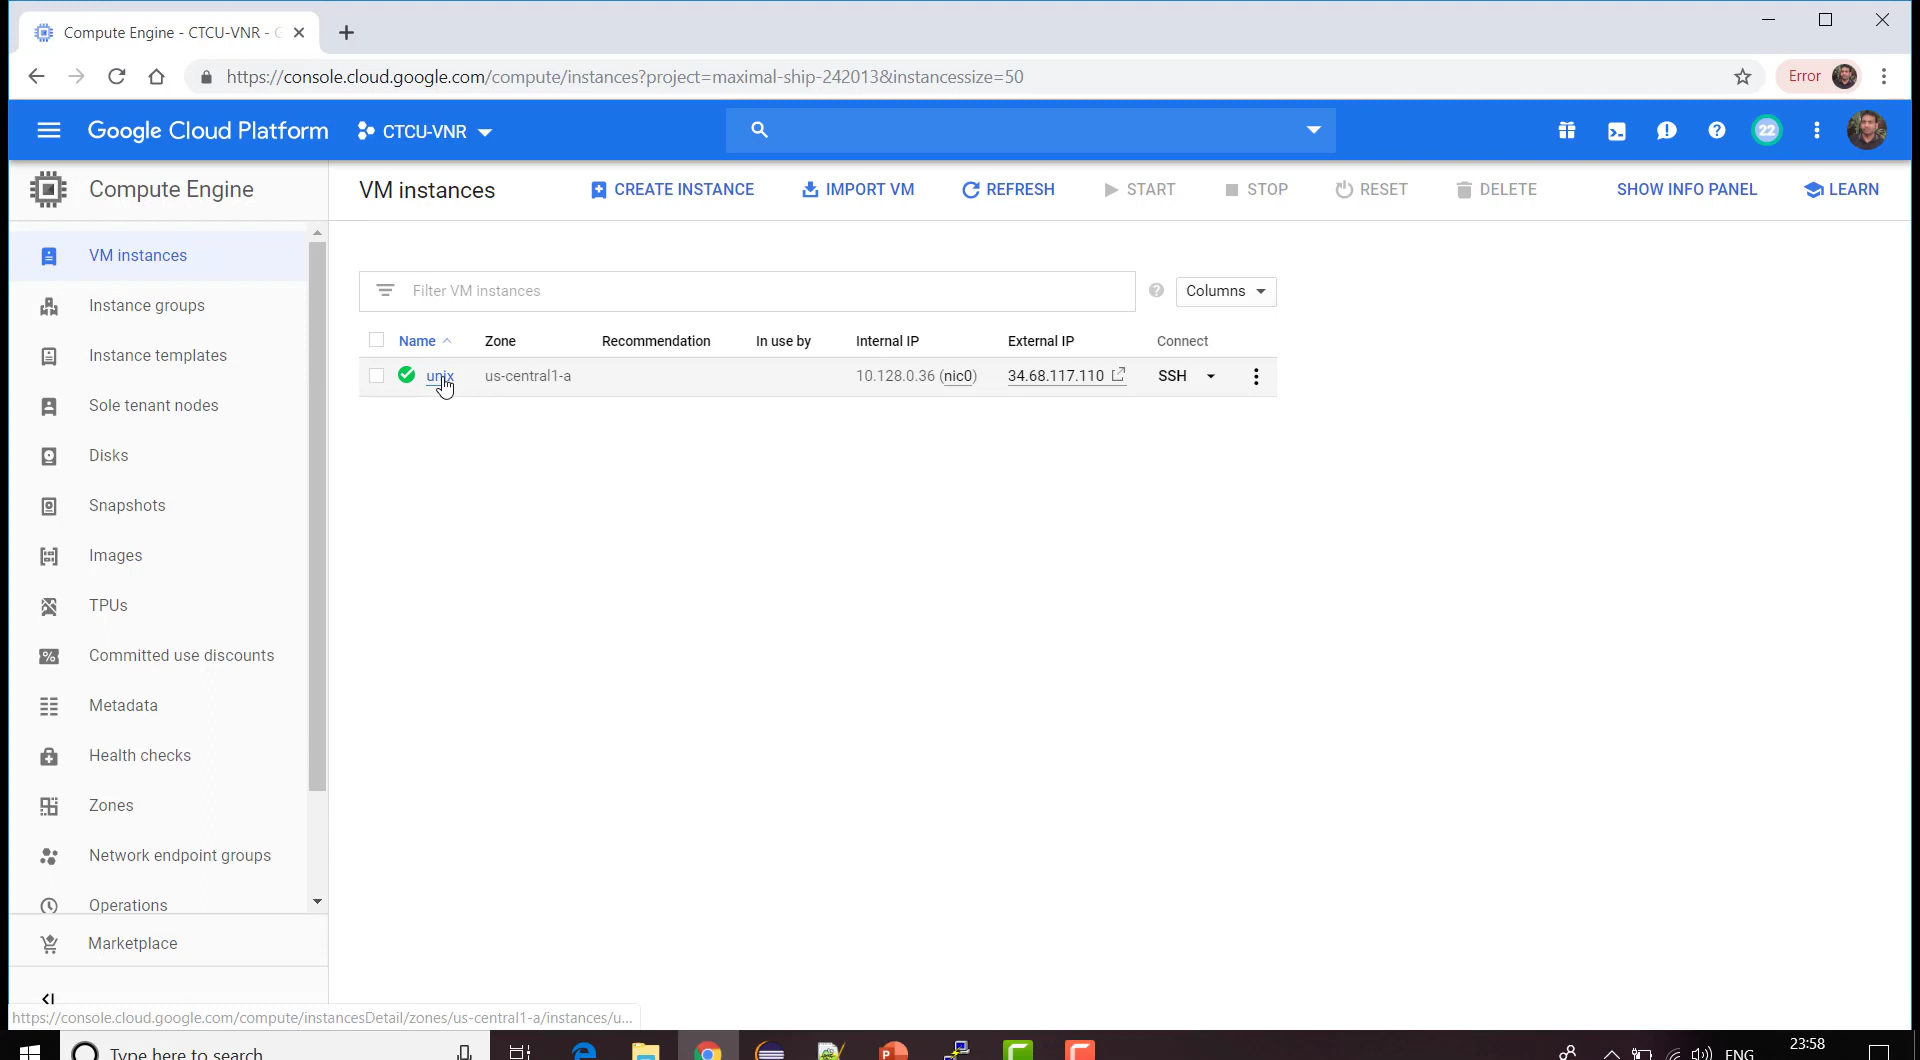 Compute Engine - CTCU-VNR -
https://console.cloud.google.com/compute/instances?project=maximal-ship-242013&instancessize=50
Error
Google Cloud Platform
CTCU-VNR
22
Compute Engine
VM instances
CREATE INSTANCE
IMPORT VM
REFRESH
START
STOP
RESET
DELETE
SHOW INFO PANEL
LEARN
VM instances
Instance groups
Instance templates
Sole tenant nodes
Disks
Snapshots
Images
TPUs
Committed use discounts
Metadata
Health checks
Zones
Network endpoint groups
Operations
Marketplace
Filter VM instances
Columns
Name Zone Recommendation In use by Internal IP External IP Connect
unix us-central1-a 10.128.0.36 (nic0) 34.68.117.110 SSH
https://console.cloud.google.com/compute/instancesDetail/zones/us-central1-a/instances/u...
Type here to search
ENG
23:58